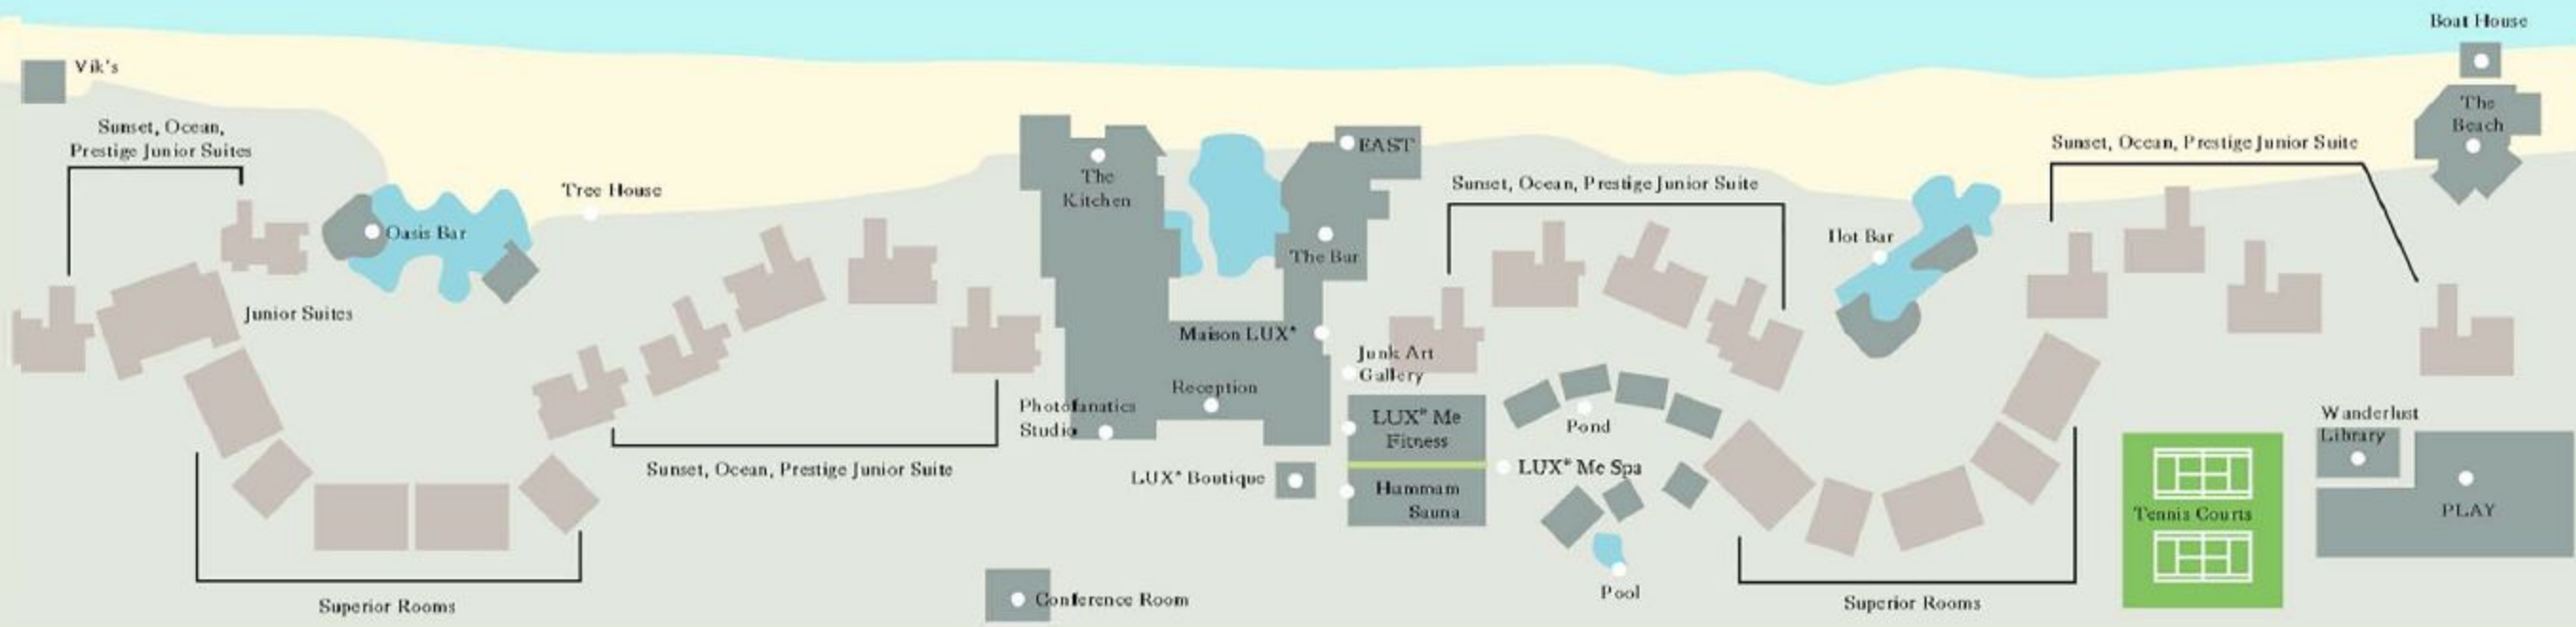 Boat House
Vik's
The
Beach
Sunset, Ocean,
Prestige Junior Suites
EAST
Sunset, Ocean, Prestige Junior Suite
The
Kitchen
Tree House
Sunset, Ocean, Prestige Junior Suite
Oasis Bar
Ilot Bar
The Bar
Junior Suites
Maison LUX*
Junk Art
Gallery
Reception
Photofanatics
Studio
LUX* Me
Fitness
Pond
Wanderlust
Library
Sunset, Ocean, Prestige Junior Suite
LUX* Me Spa
LUX* Boutique
Hammam
Sauna
Tennis Courts
PLAY
Pool
Conference Room
Superior Rooms
Superior Rooms